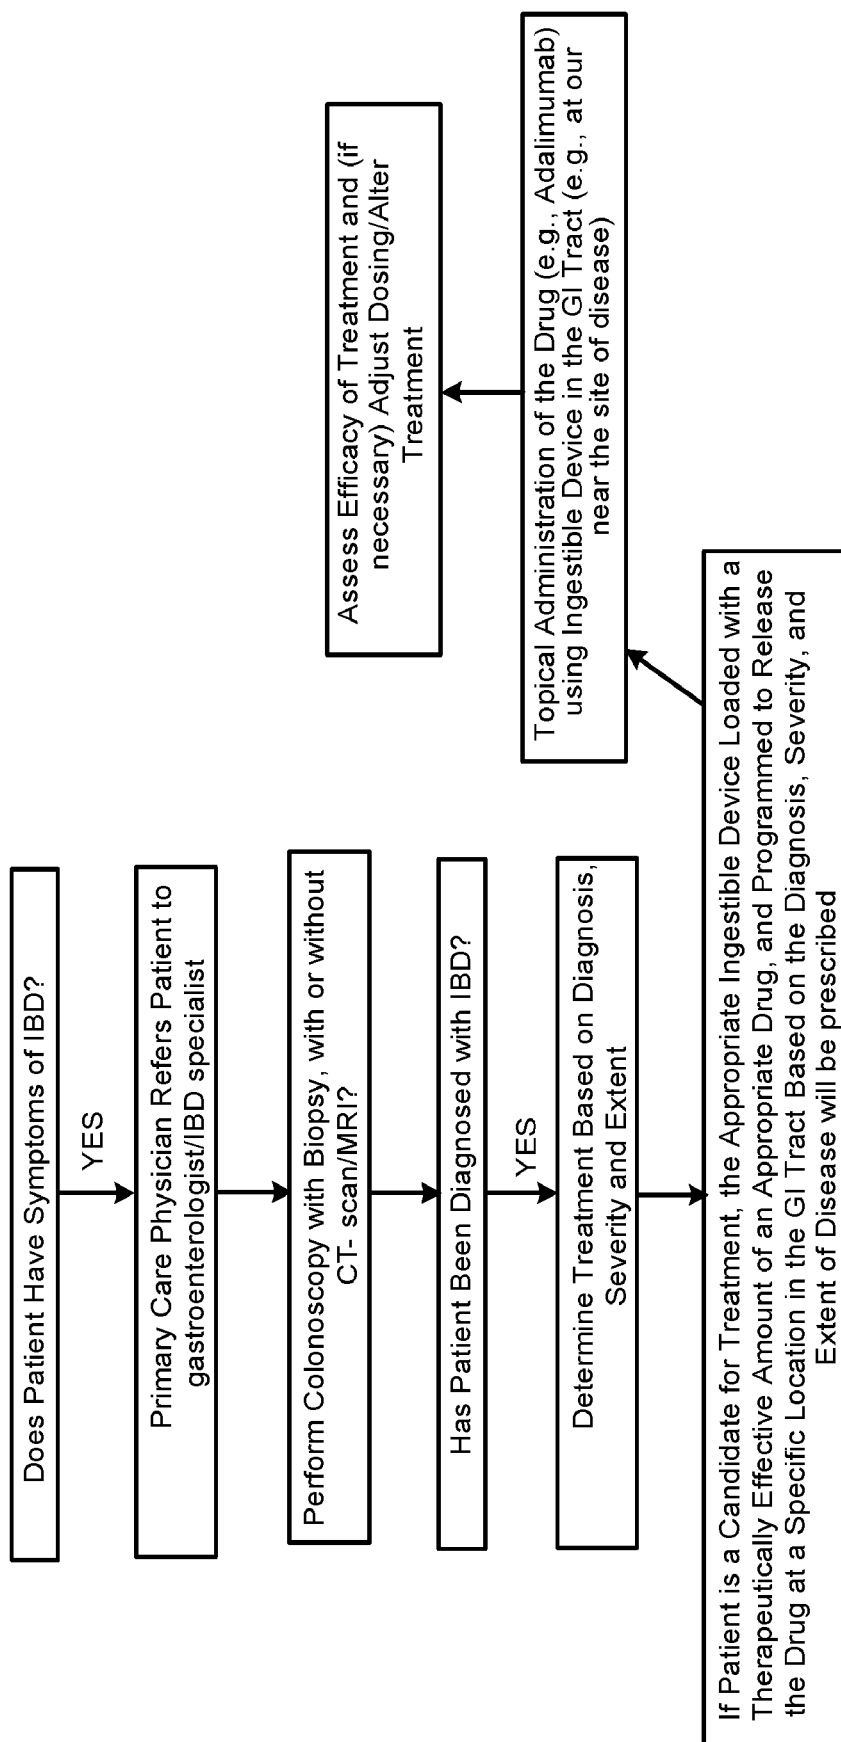 Does Patient Have Symptoms of IBD?
YES
Primary Care Physician Refers Patient to
gastroenterologist/IBD specialist
Perform Colonoscopy with Biopsy, with or without
CT- scan/MRI?
Has Patient Been Diagnosed with IBD?
YES
Determine Treatment Based on Diagnosis,
Severity and Extent
If Patient is a Candidate for Treatment, the Appropriate Ingestible Device Loaded with a
Therapeutically Effective Amount of an Appropriate Drug, and Programmed to Release
the Drug at a Specific Location in the GI Tract Based on the Diagnosis, Severity, and
Extent of Disease will be prescribed
Topical Administration of the Drug (e.g., Adalimumab)
using Ingestible Device in the GI Tract (e.g., at our
near the site of disease)
Assess Efficacy of Treatment and (if
necessary) Adjust Dosing/Alter
Treatment